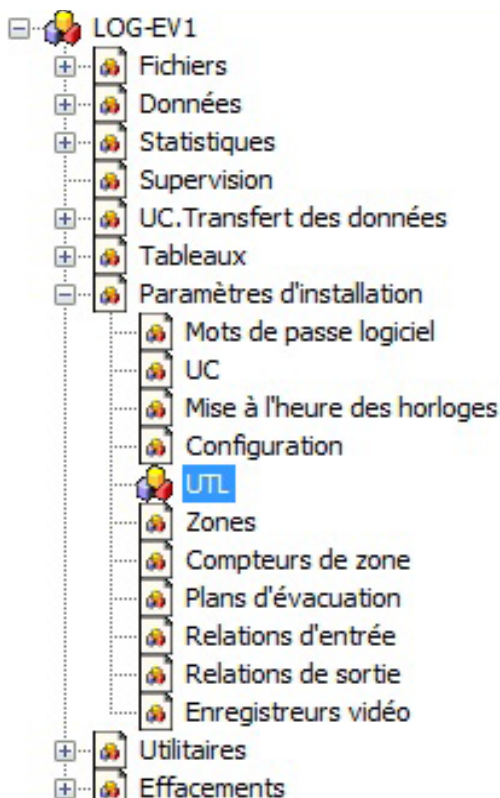 LOG-EV1
Fichiers
Données
Statistiques
Supervision
UC.Transfert des données
Tableaux
Paramètres d'installation
Mots de passe logiciel
UC
Mise à l'heure des horloges
Configuration
UTL
Zones
Compteurs de zone
Plans d'évacuation
Relations d'entrée
Relations de sortie
Enregistreurs vidéo
Utilitaires
Effacements